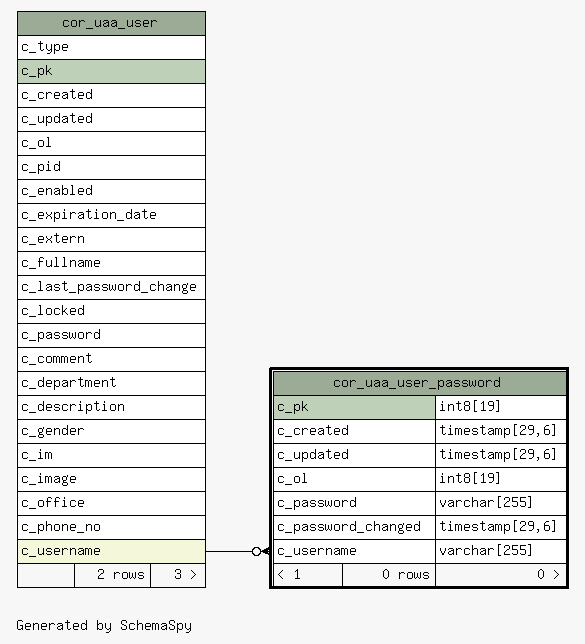 cor_uaa_user
c_type
c_pk
c_created
c_updated
c_ol
c_pid
c_enabled
c_expiration_date
c_extern
c_fullname
c_last_password_change
c_locked
c_password
c_comment
c_department
c_description
c_gender
c_im
c_image
c_office
c_phone_no
c_username
2 rows 3 >
cor_uaa_user_password
c_pk int8[19]
c_created timestamp[29,6]
c_updated timestamp[29,6]
c_ol int8[19]
c_password varchar[255]
c_password_changed timestamp[29,6]
c_username varchar[255]
< 1 0 rows 0 >
Generated by SchemaSpy